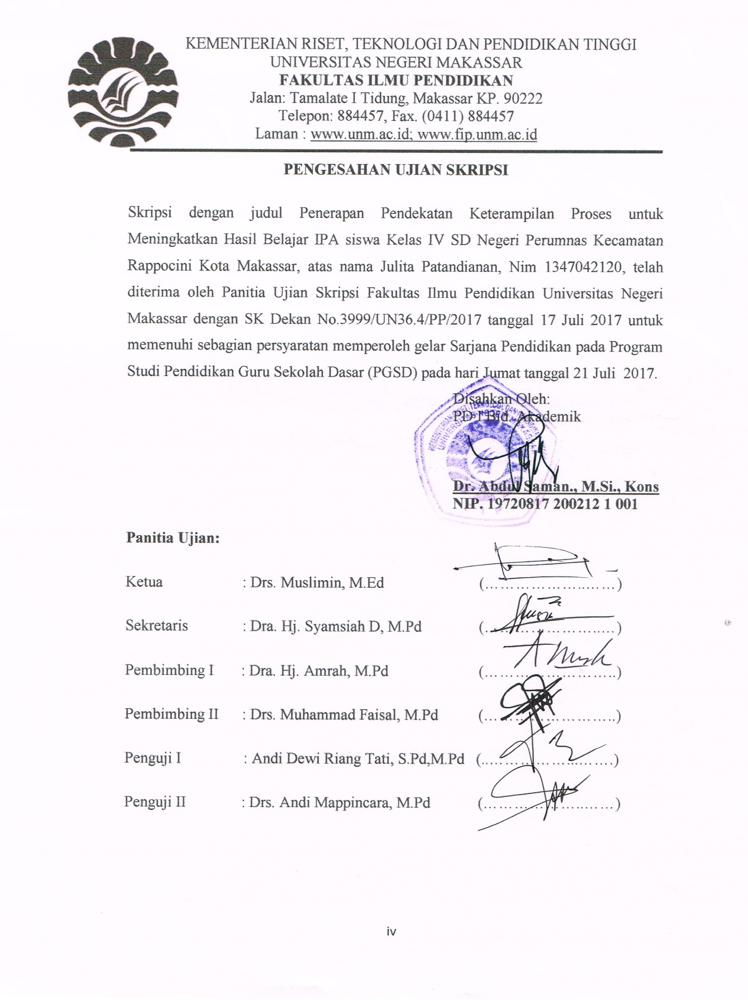 KEMENTERIAN RISET, TEKNOLOGI DAN PENDIDIKAN TINGGI
UNIVERSITAS NEGERI MAKASSAR
FAKULTAS ILMU PENDIDIKAN
Jalan: Tamalate I Tidung, Makassar KP. 90222
Telepon: 884457, Fax. (0411) 884457
Laman : www.unm.ac.id; www.fip.unm.ac.id
PENGESAHAN UJIAN SKRIPSI
Skripsi dengan judul Penerapan Pendekatan Keterampilan Proses untuk
Meningkatkan Hasil Belajar IPA siswa Kelas IV SD Negeri Perumnas Kecamatan
Rappocini Kota Makassar, atas nama Julita Patandianan, Nim 1347042120, telah
diterima oleh Panitia Ujian Skripsi Fakultas Ilmu Pendidikan Universitas Negeri
Makassar dengan SK Dekan No.3999/UN36.4/PP/2017 tanggal 17 Juli 2017 untuk
memenuhi sebagian persyaratan memperoleh gelar Sarjana Pendidikan pada Program
Studi Pendidikan Guru Sekolah Dasar (PGSD) pada hari Jumat tanggal 21 Juli 2017.
Disahkan Oleh:
PD I Bid. Akademik
Dr. Abdul Saman., M.Si., Kons
NIP. 19720817 200212 1 001
Panitia Ujian:
Ketua : Drs. Muslimin, M.Ed (........................)
Sekretaris : Dra. Hj. Syamsiah D, M.Pd (........................)
Pembimbing I : Dra. Hj. Amrah, M.Pd (........................)
Pembimbing II : Drs. Muhammad Faisal, M.Pd (........................)
Penguji I : Andi Dewi Riang Tati, S.Pd,M.Pd (........................)
Penguji II : Drs. Andi Mappincara, M.Pd (........................)
iv